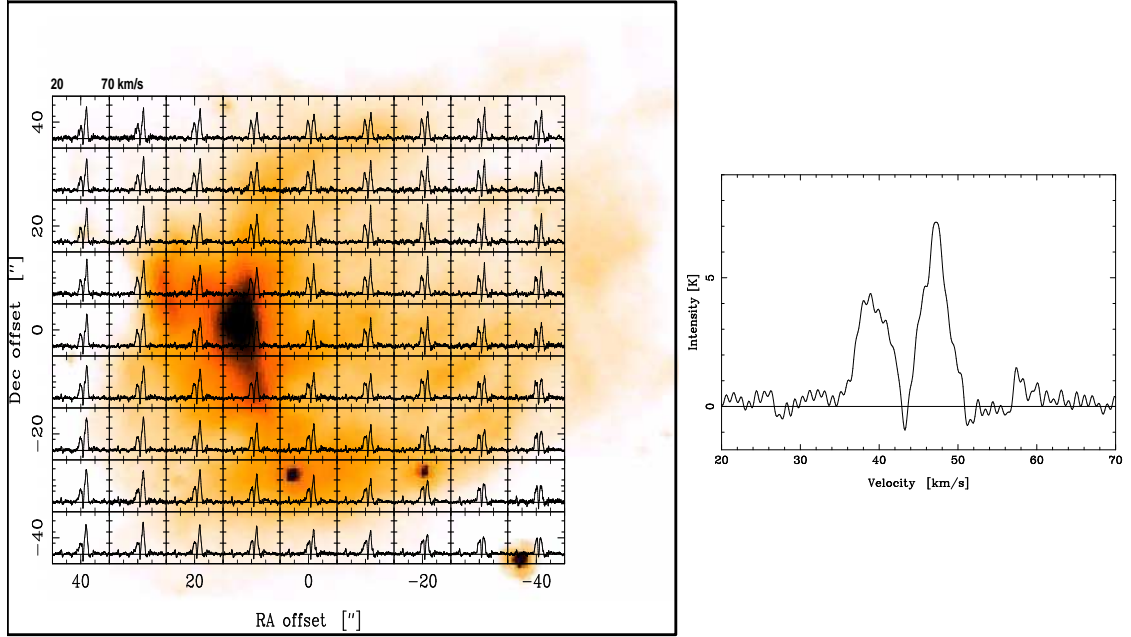 20 70 km/s
Dec offset ["]
40
20
0
−20
−40
40 20 0 −20 −40
RA offset ["]
Intensity [K]
5
0
20 30 40 50 60 70
Velocity [km/s]